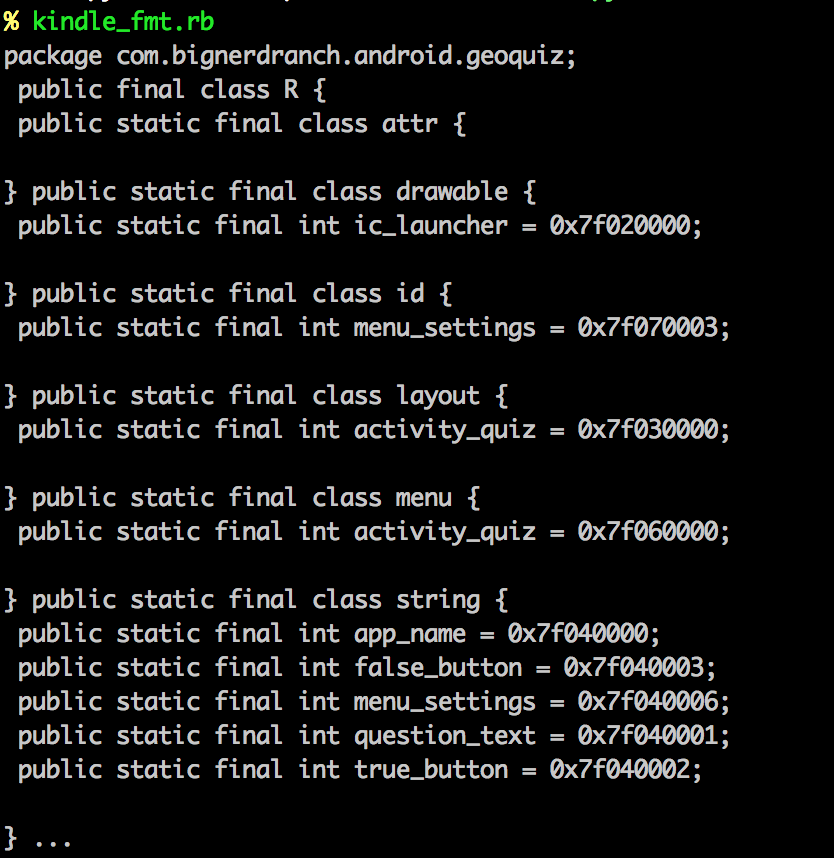 % kindle_fmt.rb
package com.bignerdranch.android.geoquiz;
public final class R {
public static final class attr {
} public static final class drawable {
public static final int ic_launcher = 0x7f020000;
} public static final class id {
public static final int menu_settings = 0x7f070003;
} public static final class layout {
public static final int activity_quiz = 0x7f030000;
} public static final class menu {
public static final int activity_quiz = 0x7f060000;
} public static final class string {
public static final int app_name = 0x7f040000;
public static final int false_button = 0x7f040003;
public static final int menu_settings = 0x7f040006;
public static final int question_text = 0x7f040001;
public static final int true_button = 0x7f040002;
} ...